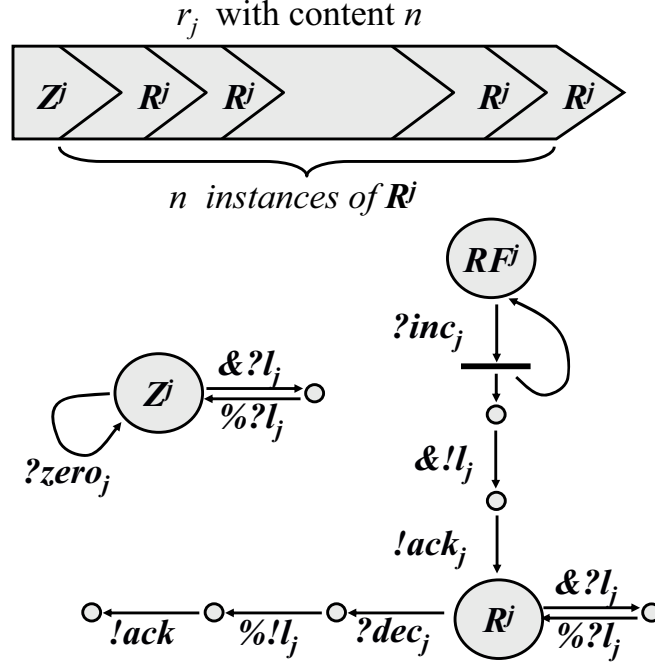 r_j with content n
Z^j R^j R^j R^j R^j
n instances of R^j
RF^j
?inc_j
&?l_j
Z^j
%?l_j
?zero_j
&!l_j
!ack_j
&?l_j
!ack %!l_j ?dec_j R^j %?l_j